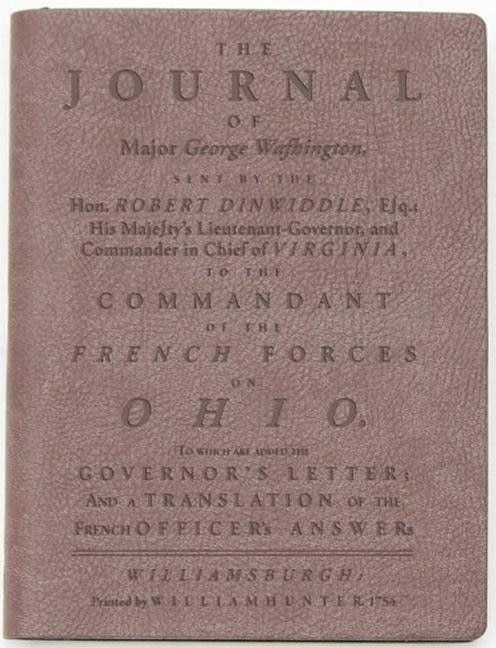 THE
JOURNAL
OF
Major George Waſhington,
SENT BY THE
Hon. ROBERT DINWIDDLE, Eſq.;
His Majeſty's Lieutenant-Governor, and
Commander in Chief of VIRGINIA,
TO THE
COMMANDANT
OF THE
FRENCH FORCES
ON
OHIO.
TO WHICH ARE ADDED THE
GOVERNOR'S LETTER:
AND A TRANSLATION OF THE
FRENCH OFFICER's ANSWERs
WILLIAMSBURGH:
Printed by WILLIAM HUNTER. 1754